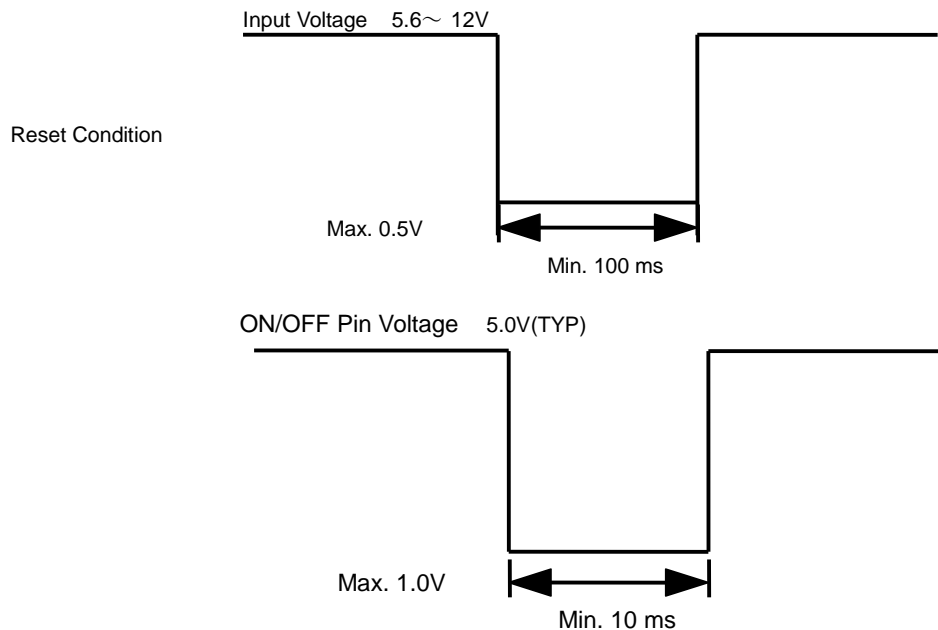 Input Voltage 5.6～ 12V
Reset Condition
Max. 0.5V
Min. 100 ms
ON/OFF Pin Voltage 5.0V(TYP)
Max. 1.0V
Min. 10 ms